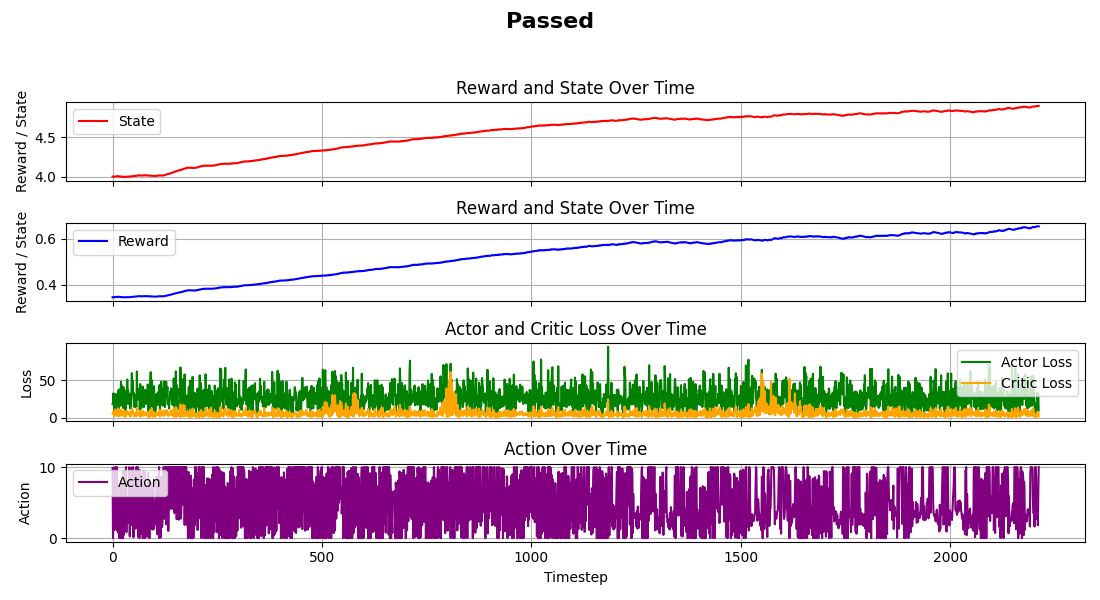 Passed
Reward and State Over Time
Reward / State
State
4.5
4.0
Reward and State Over Time
Reward / State
Reward
0.6
0.4
Actor and Critic Loss Over Time
Loss
Actor Loss
Critic Loss
50
0
Action Over Time
Action
Action
10
0
0 500 1000 1500 2000
Timestep